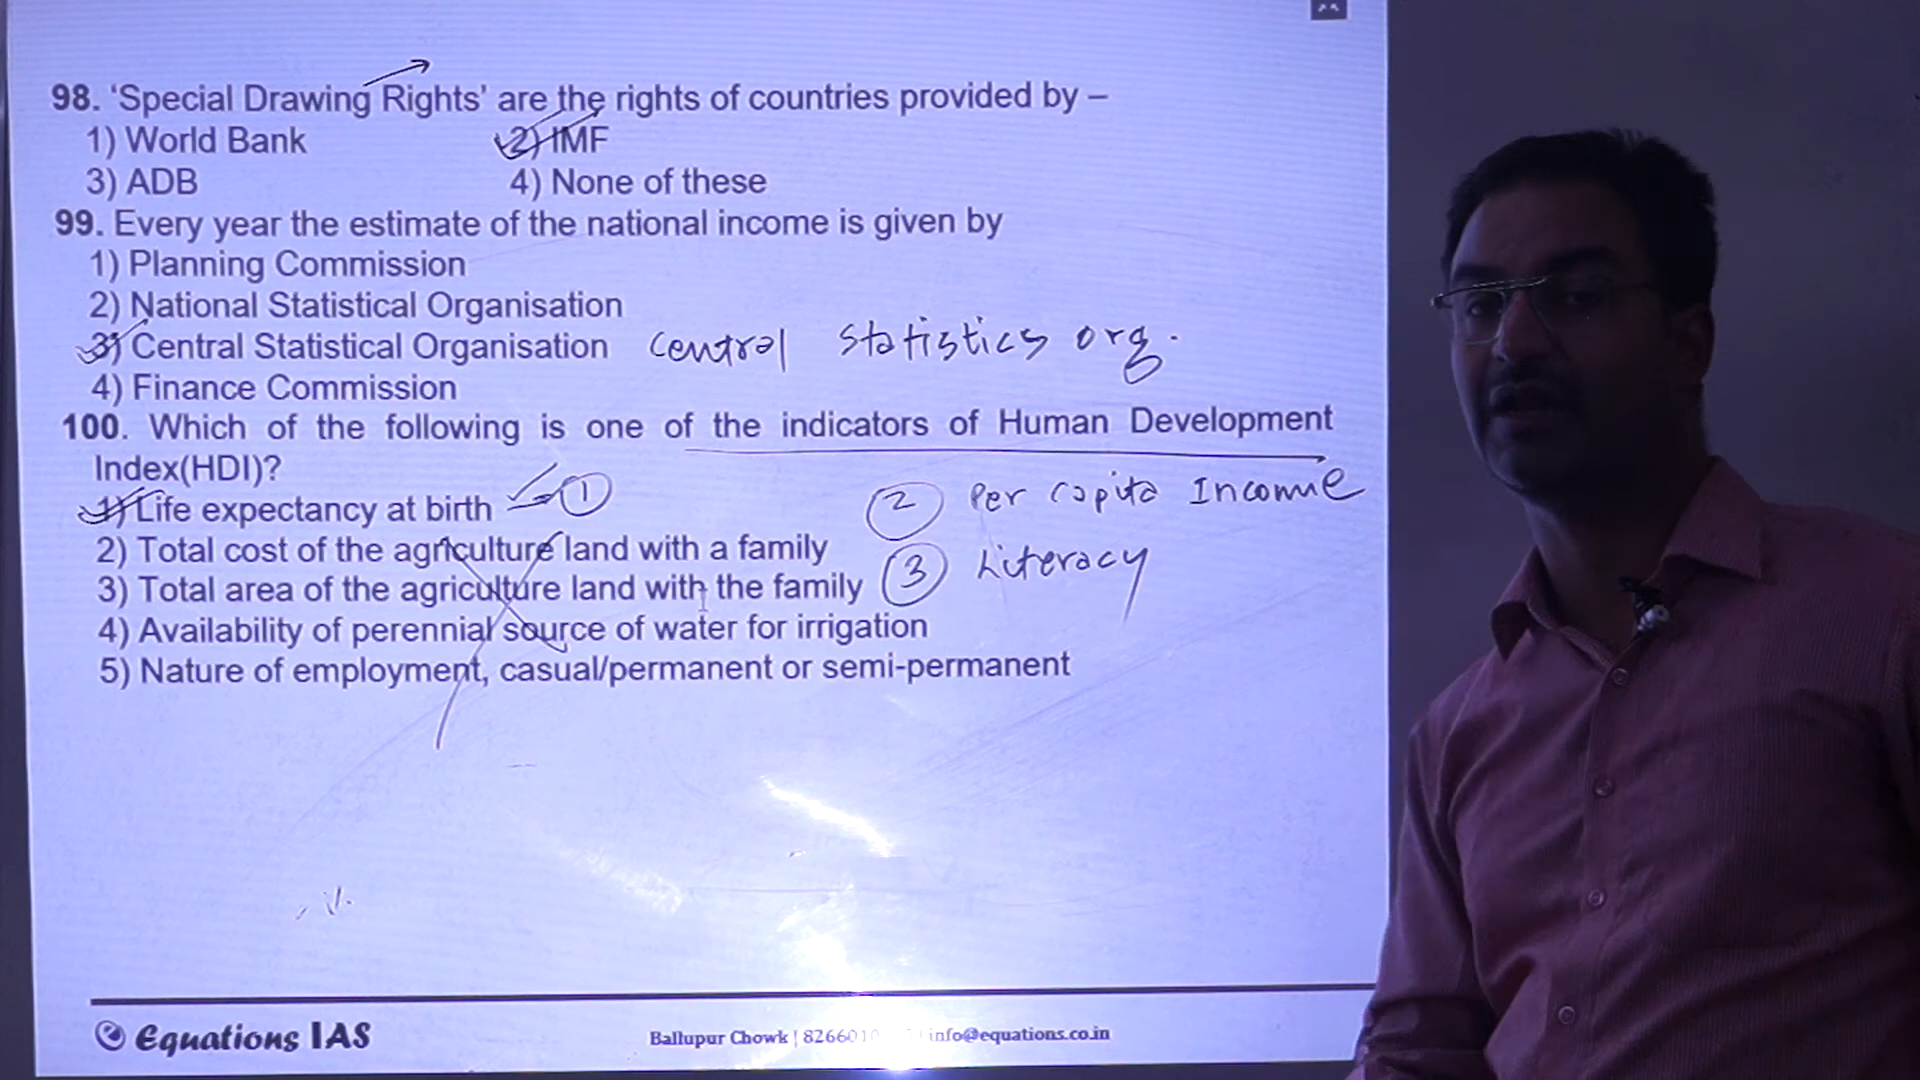 98. ‘Special Drawing Rights’ are the rights of countries provided by –
1) World Bank 2) IMF
3) ADB 4) None of these
99. Every year the estimate of the national income is given by
1) Planning Commission
2) National Statistical Organisation
3) Central Statistical Organisation central statistics org.
4) Finance Commission
100. Which of the following is one of the indicators of Human Development
Index(HDI)?
1) Life expectancy at birth 1 2 Per capita Income
2) Total cost of the agriculture land with a family
3) Total area of the agriculture land with the family 3 Literacy
4) Availability of perennial source of water for irrigation
5) Nature of employment, casual/permanent or semi-permanent
Equations IAS Ballupur Chowk | info@equations.co.in